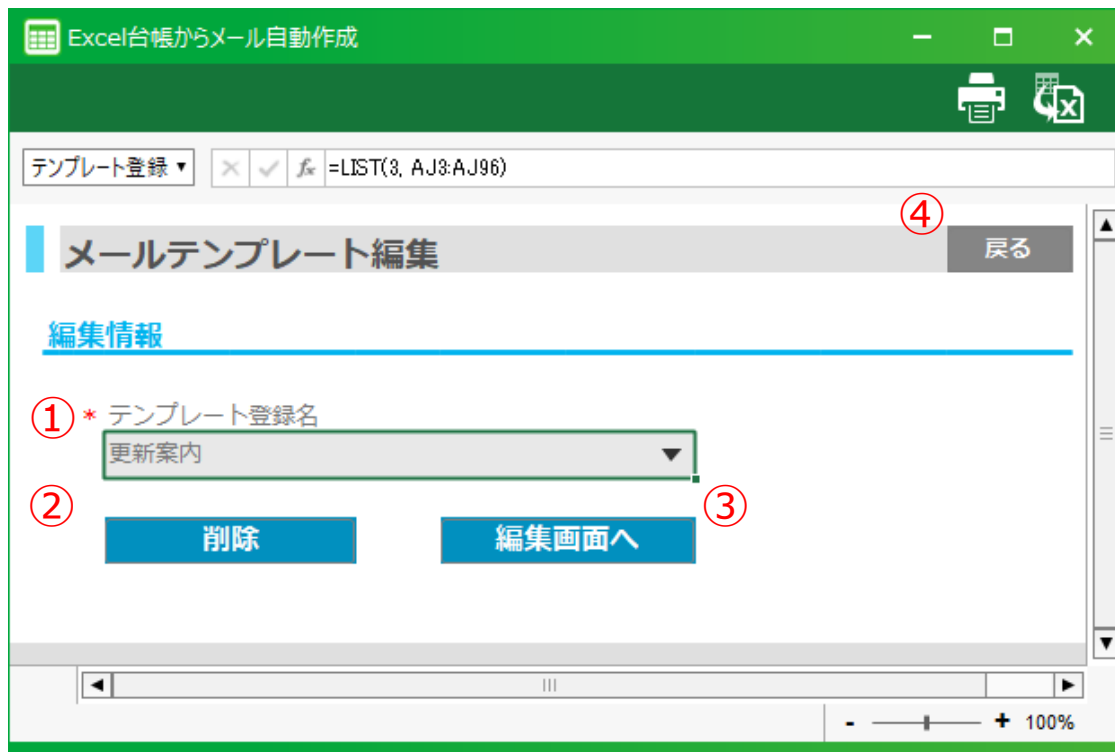 Excel台帳からメール自動作成
テンプレート登録 ▼ fx =LIST(3, AJ3:AJ96)
④
メールテンプレート編集 戻る
編集情報
① * テンプレート登録名
更新案内 ▼
② ③
削除 編集画面へ
- + 100%